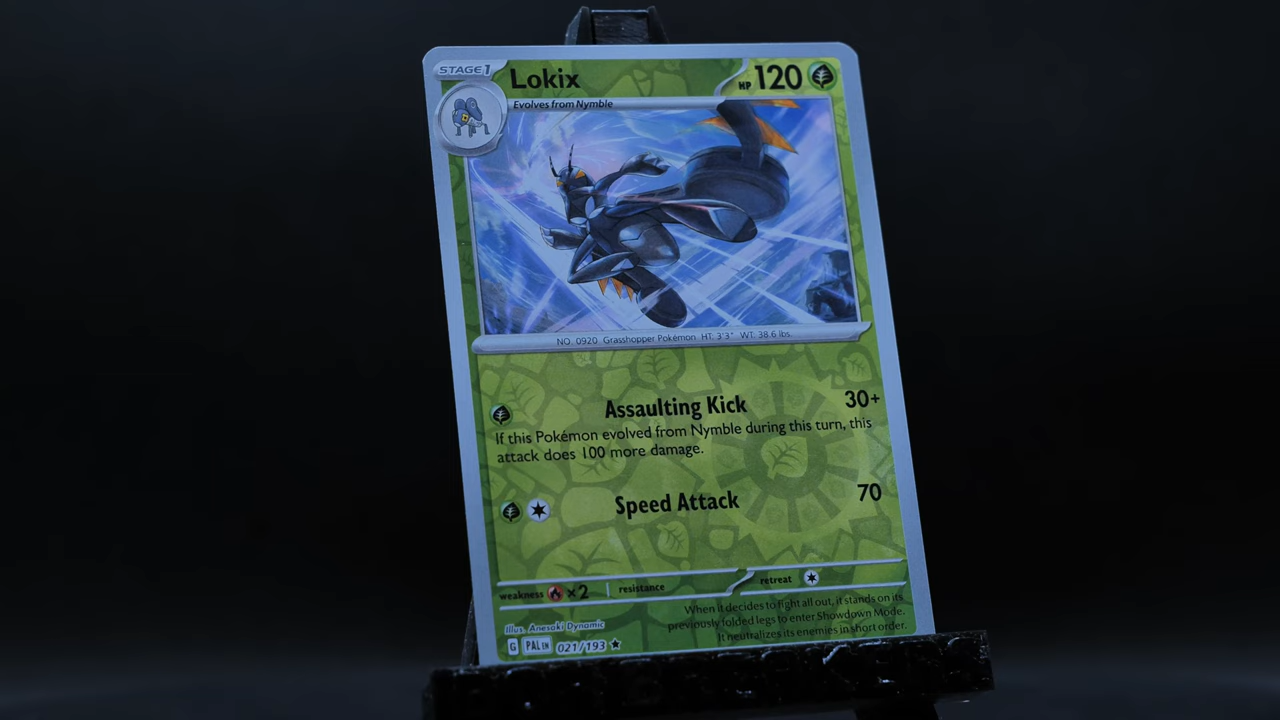 STAGE 1
Lokix
HP 120
Evolves from Nymble
NO. 0920 Grasshopper Pokémon HT: 3'3" WT: 38.6 lbs.
Assaulting Kick 30+
If this Pokémon evolved from Nymble during this turn, this
attack does 100 more damage.
Speed Attack 70
weakness ×2 resistance retreat
When it decides to fight all out, it stands on its
previously folded legs to enter Showdown Mode.
It neutralizes its enemies in short order.
Illus. Anesaki Dynamic
G PAL EN 021/193